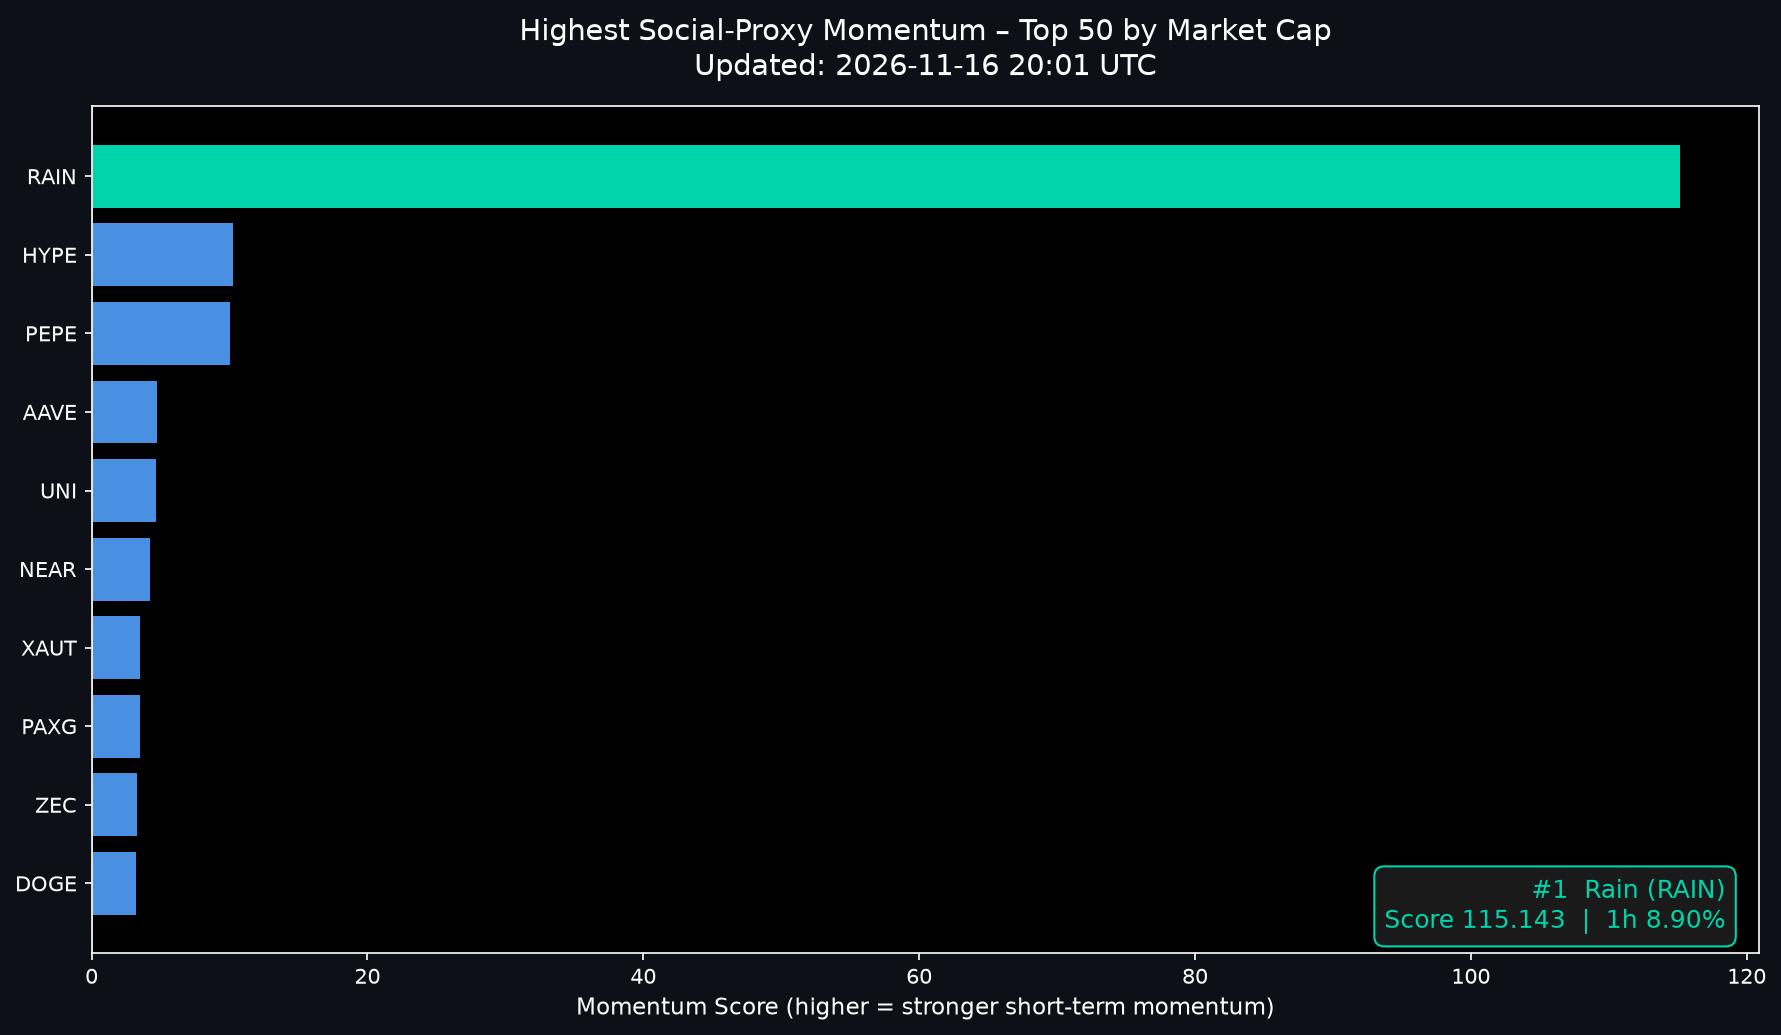 Highest Social-Proxy Momentum – Top 50 by Market Cap
Updated: 2026-11-16 20:01 UTC
RAIN
HYPE
PEPE
AAVE
UNI
NEAR
XAUT
PAXG
ZEC
DOGE
#1  Rain (RAIN)
Score 115.143  |  1h 8.90%
0 20 40 60 80 100 120
Momentum Score (higher = stronger short-term momentum)